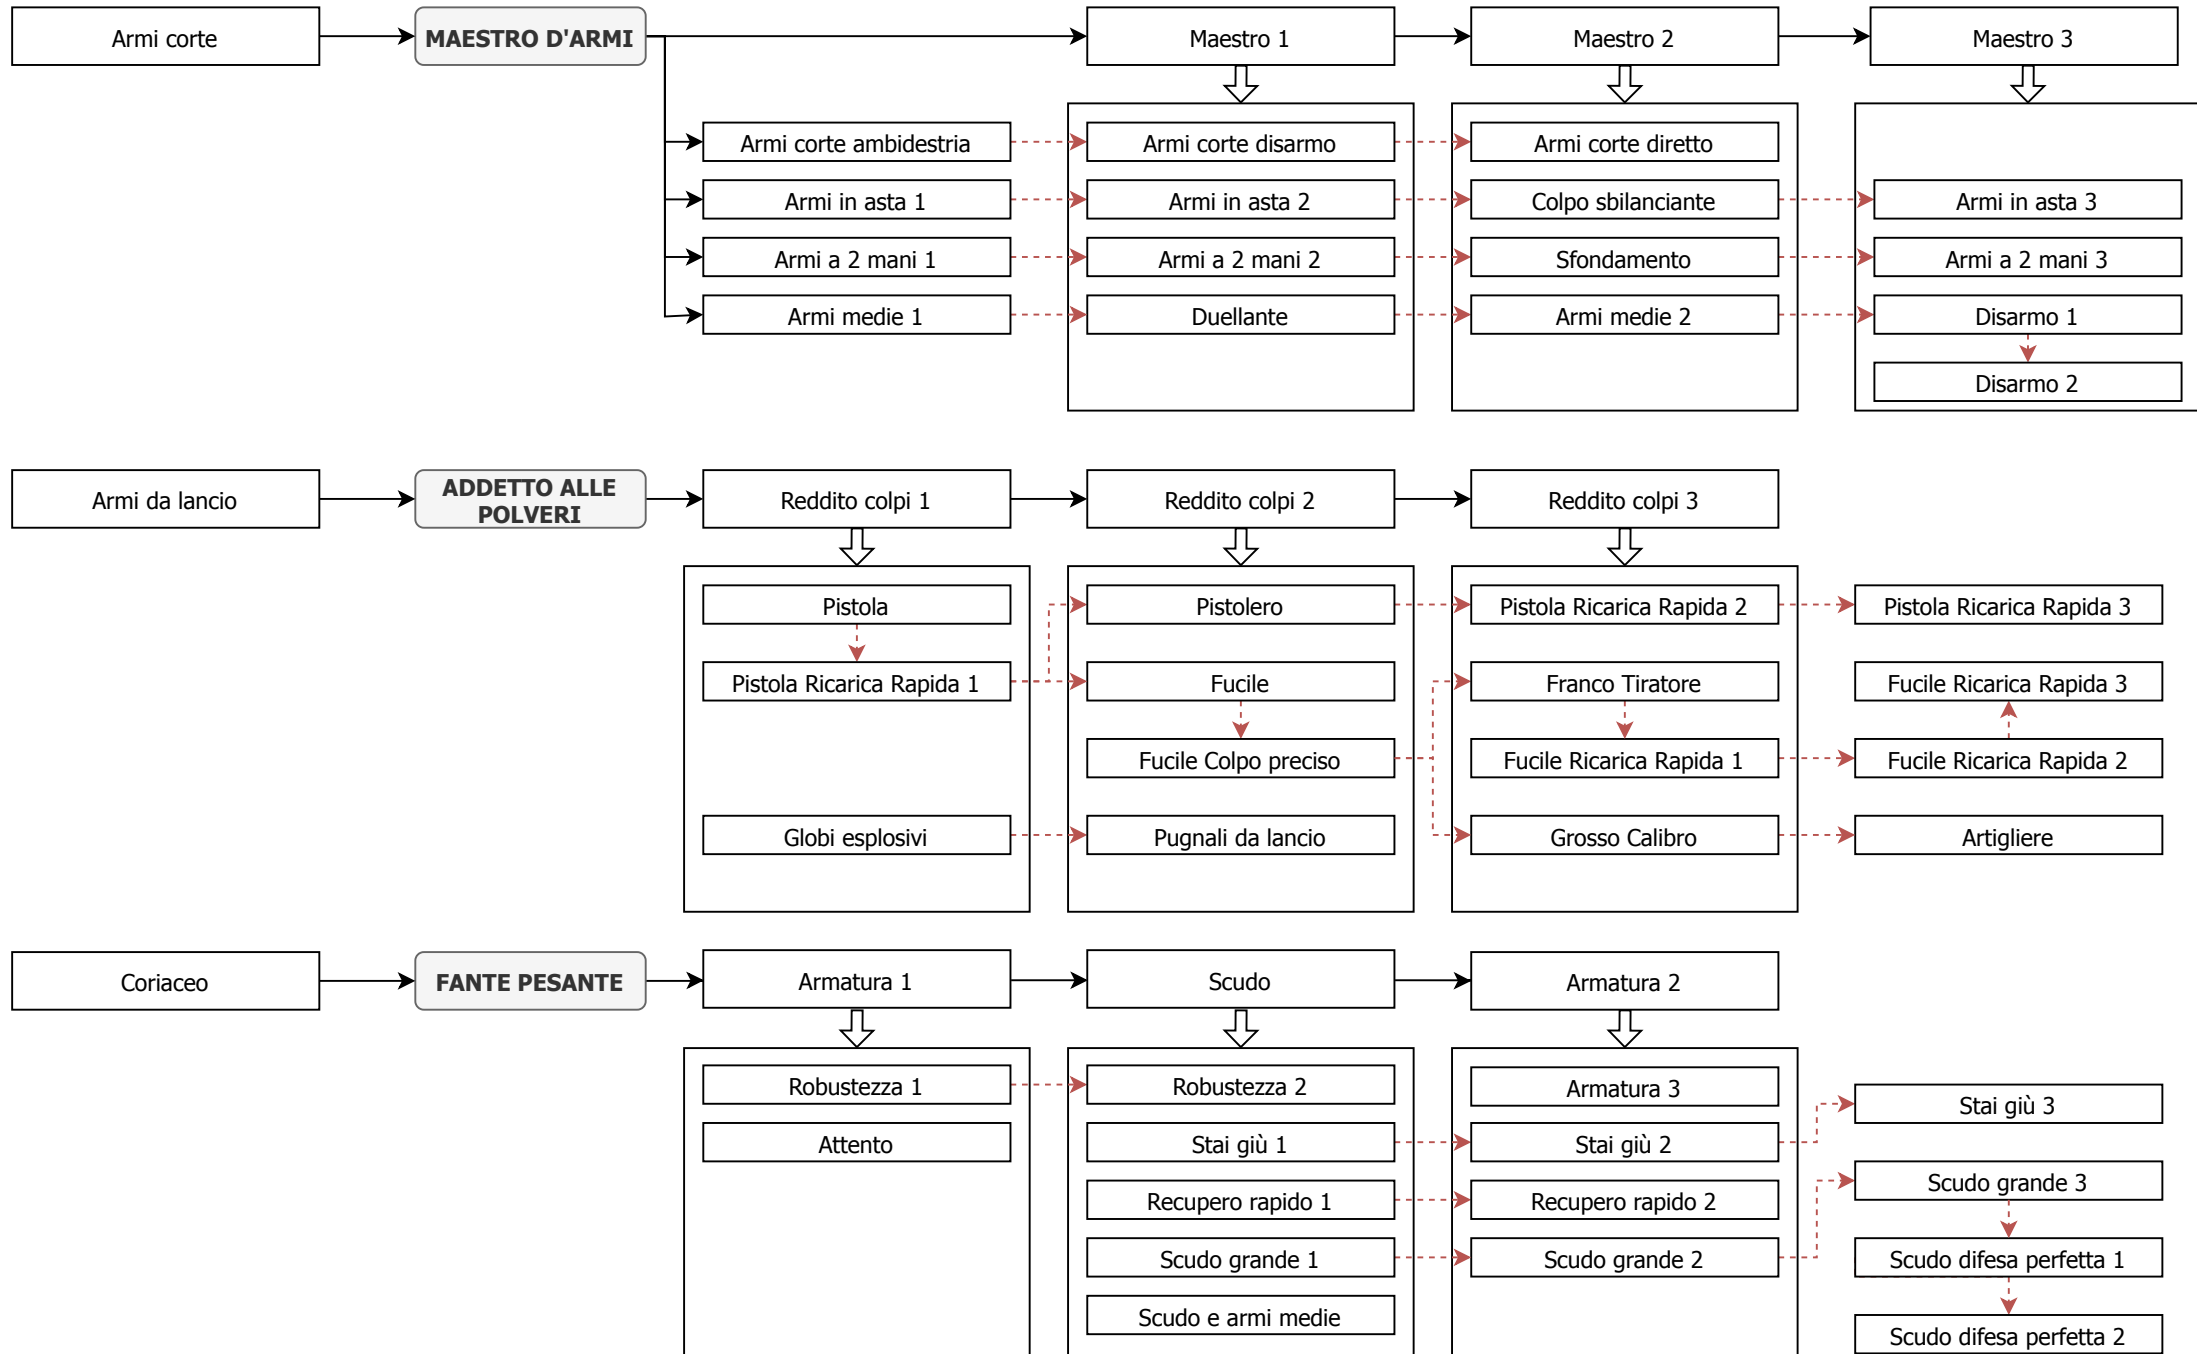 Armi corte
MAESTRO D'ARMI
Maestro 1
Maestro 2
Maestro 3
Armi corte ambidestria
Armi corte disarmo
Armi corte diretto
Armi in asta 1
Armi in asta 2
Colpo sbilanciante
Armi in asta 3
Armi a 2 mani 1
Armi a 2 mani 2
Sfondamento
Armi a 2 mani 3
Armi medie 1
Duellante
Armi medie 2
Disarmo 1
Disarmo 2
Armi da lancio
ADDETTO ALLE
POLVERI
Reddito colpi 1
Reddito colpi 2
Reddito colpi 3
Pistola
Pistolero
Pistola Ricarica Rapida 2
Pistola Ricarica Rapida 3
Pistola Ricarica Rapida 1
Fucile
Franco Tiratore
Fucile Ricarica Rapida 3
Fucile Colpo preciso
Fucile Ricarica Rapida 1
Fucile Ricarica Rapida 2
Globi esplosivi
Pugnali da lancio
Grosso Calibro
Artigliere
Coriaceo
FANTE PESANTE
Armatura 1
Scudo
Armatura 2
Robustezza 1
Robustezza 2
Armatura 3
Stai giù 3
Attento
Stai giù 1
Stai giù 2
Scudo grande 3
Recupero rapido 1
Recupero rapido 2
Scudo grande 1
Scudo grande 2
Scudo difesa perfetta 1
Scudo e armi medie
Scudo difesa perfetta 2